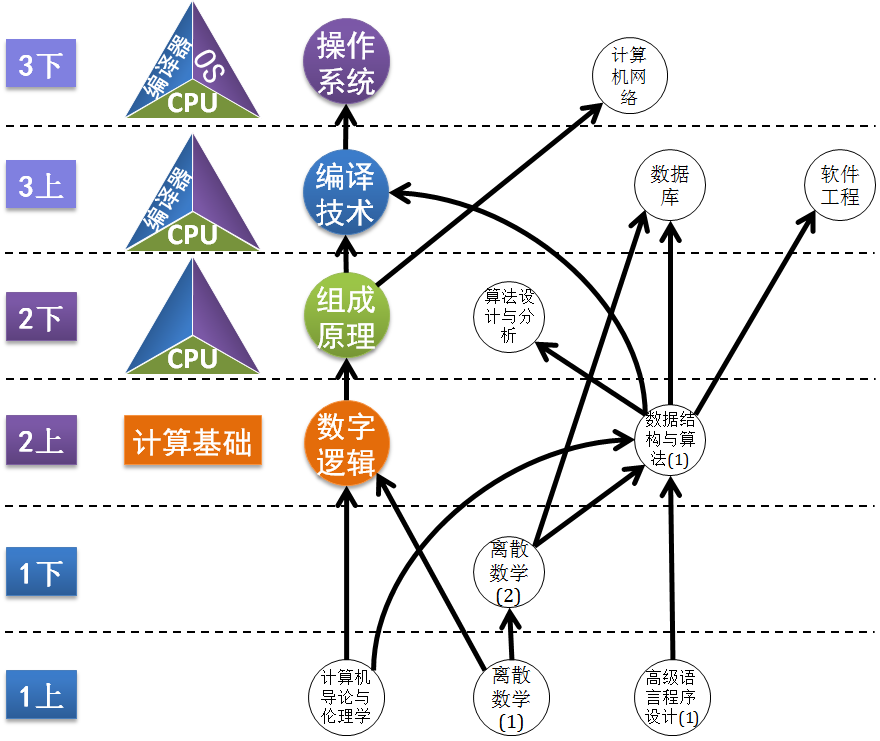 3下
编译器
OS
CPU
操作
系统
计算
机网
络
3上
编译器
CPU
编译
技术
数据
库
软件
工程
2下
CPU
组成
原理
算法设
计与分
析
2上
计算基础
数字
逻辑
数据结
构与算
法(1)
1下
离散
数学
(2)
1上
计算机
导论与
伦理学
离散
数学
(1)
高级语
言程序
设计(1)